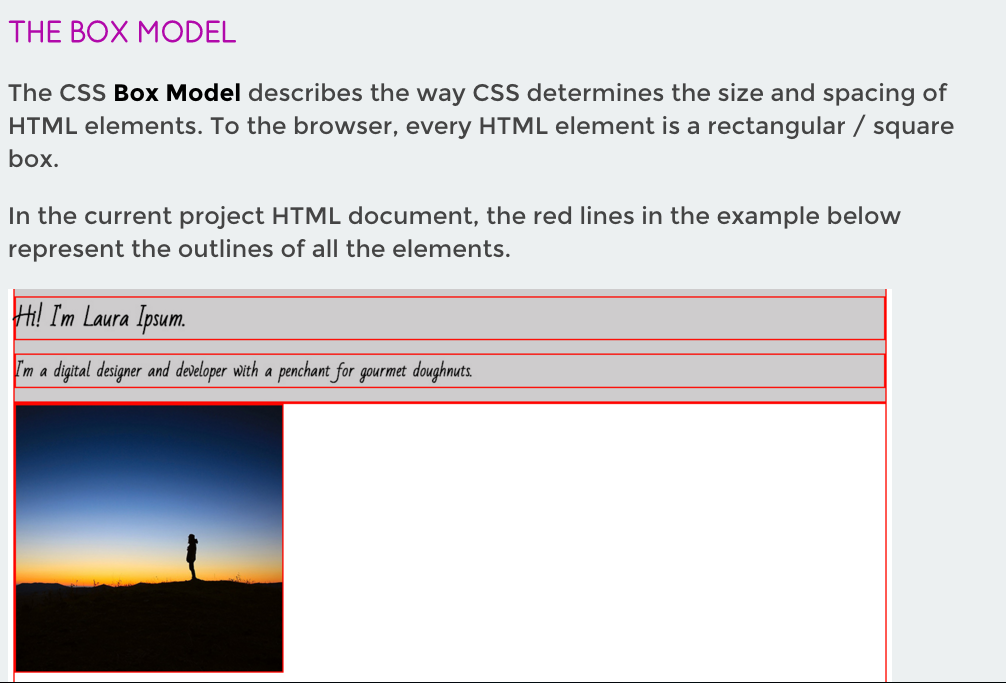 THE BOX MODEL
The CSS Box Model describes the way CSS determines the size and spacing of
HTML elements. To the browser, every HTML element is a rectangular / square
box.
In the current project HTML document, the red lines in the example below
represent the outlines of all the elements.
Hi! I'm Laura Ipsum.
I'm a digital designer and developer with a penchant for gourmet doughnuts.